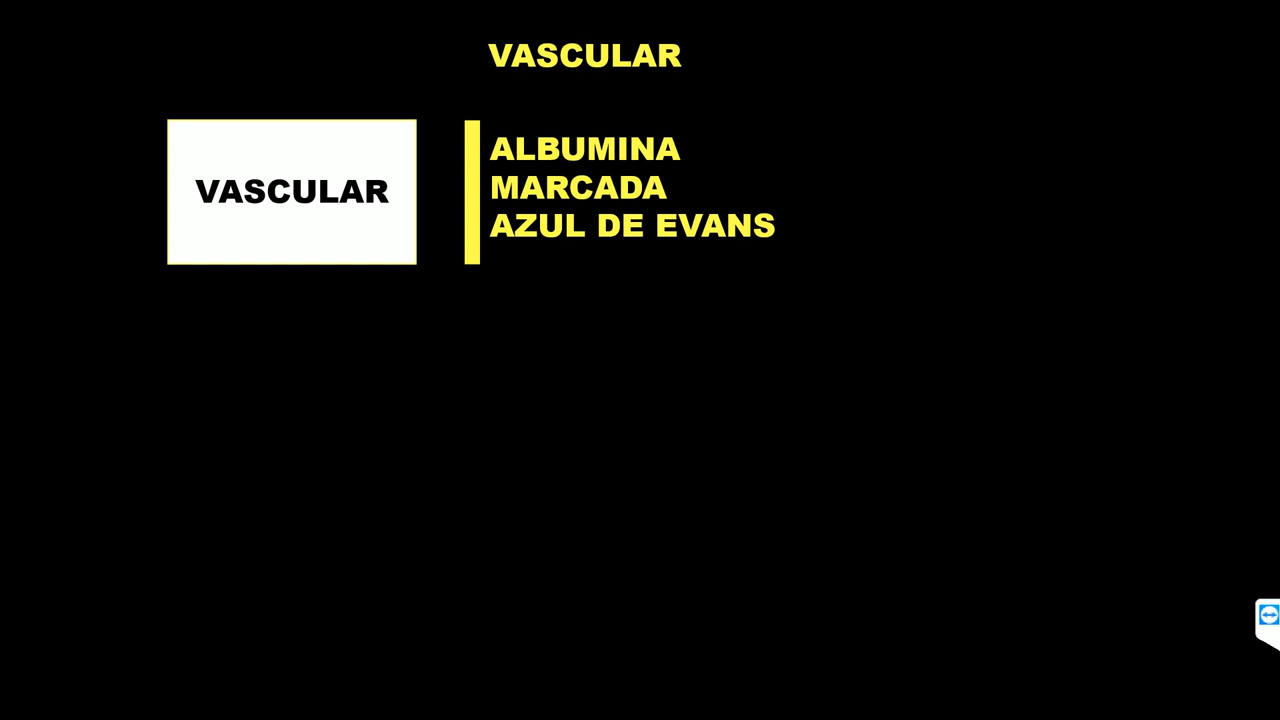 VASCULAR
VASCULAR
ALBUMINA
MARCADA
AZUL DE EVANS